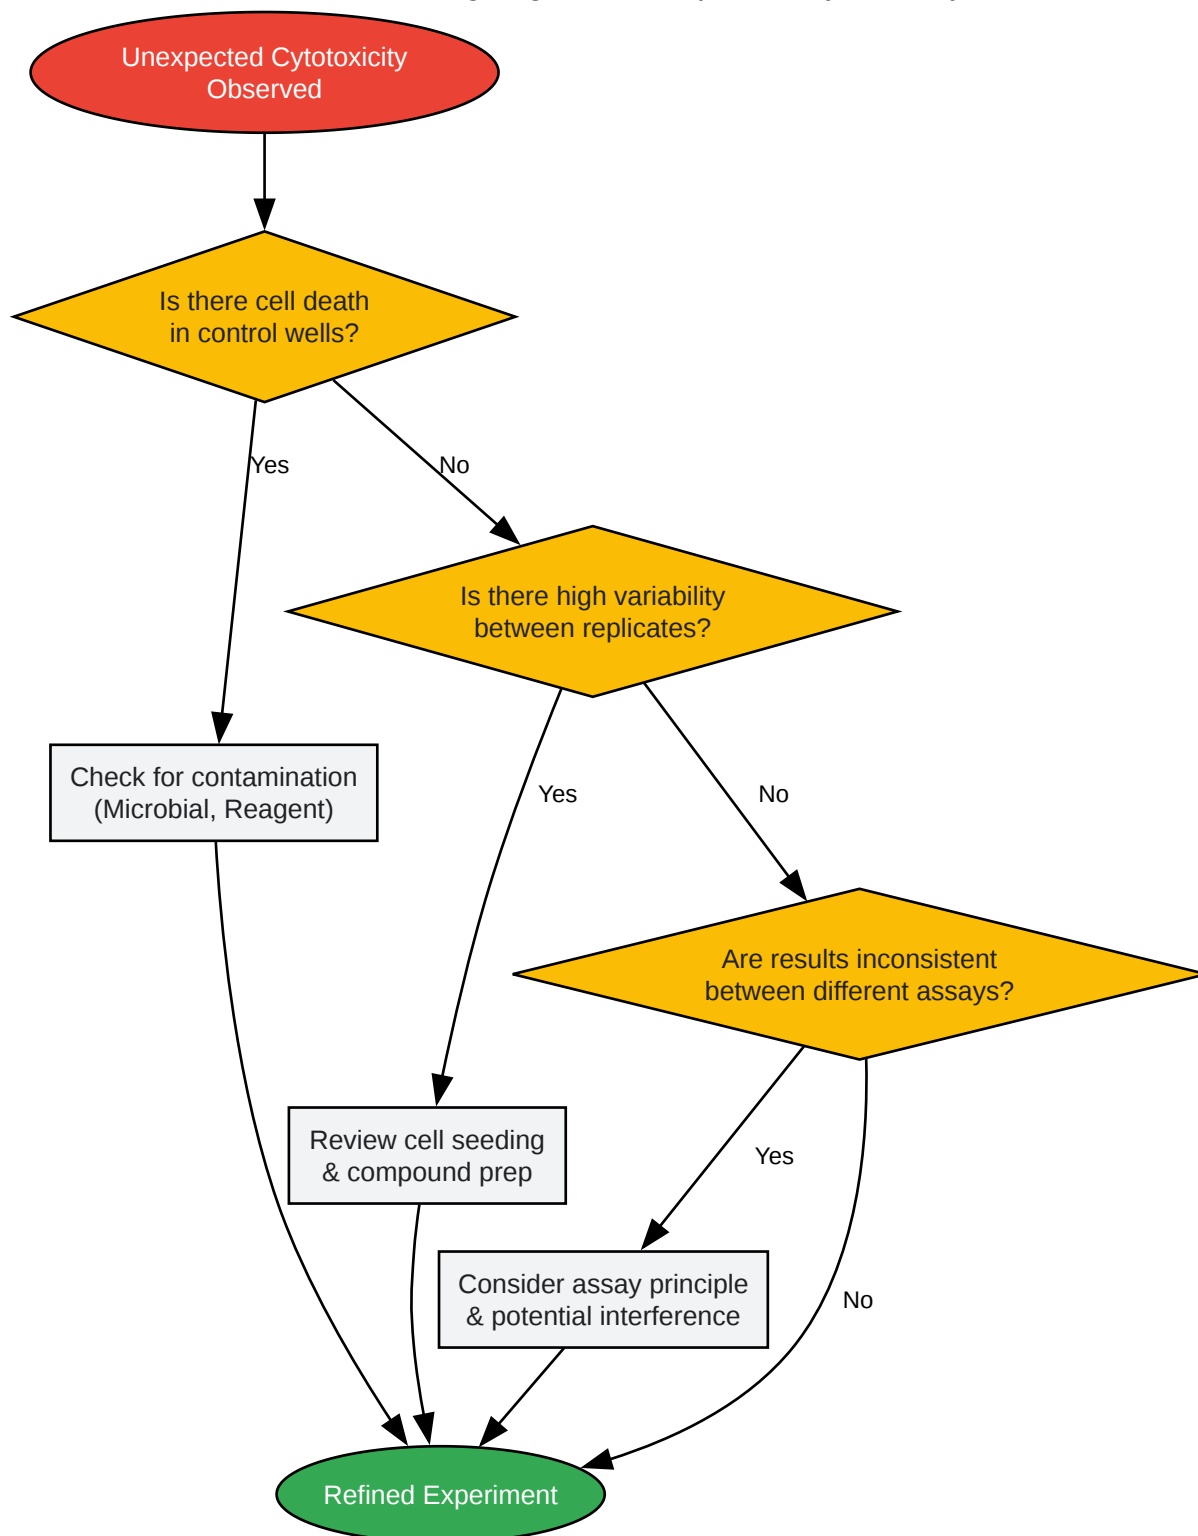 Unexpected Cytotoxicity
Observed
Is there cell death
in control wells?
Yes
No
Is there high variability
between replicates?
Check for contamination
(Microbial, Reagent)
Yes
No
Are results inconsistent
between different assays?
Review cell seeding
& compound prep
Yes
Consider assay principle
& potential interference
No
Refined Experiment